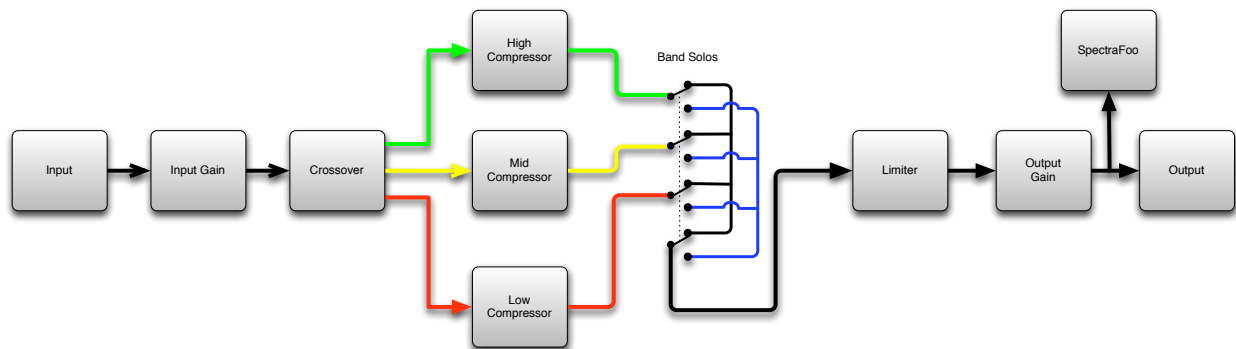 Input
Input Gain
Crossover
High
Compressor
Mid
Compressor
Low
Compressor
Band Solos
Limiter
Output
Gain
SpectraFoo
Output